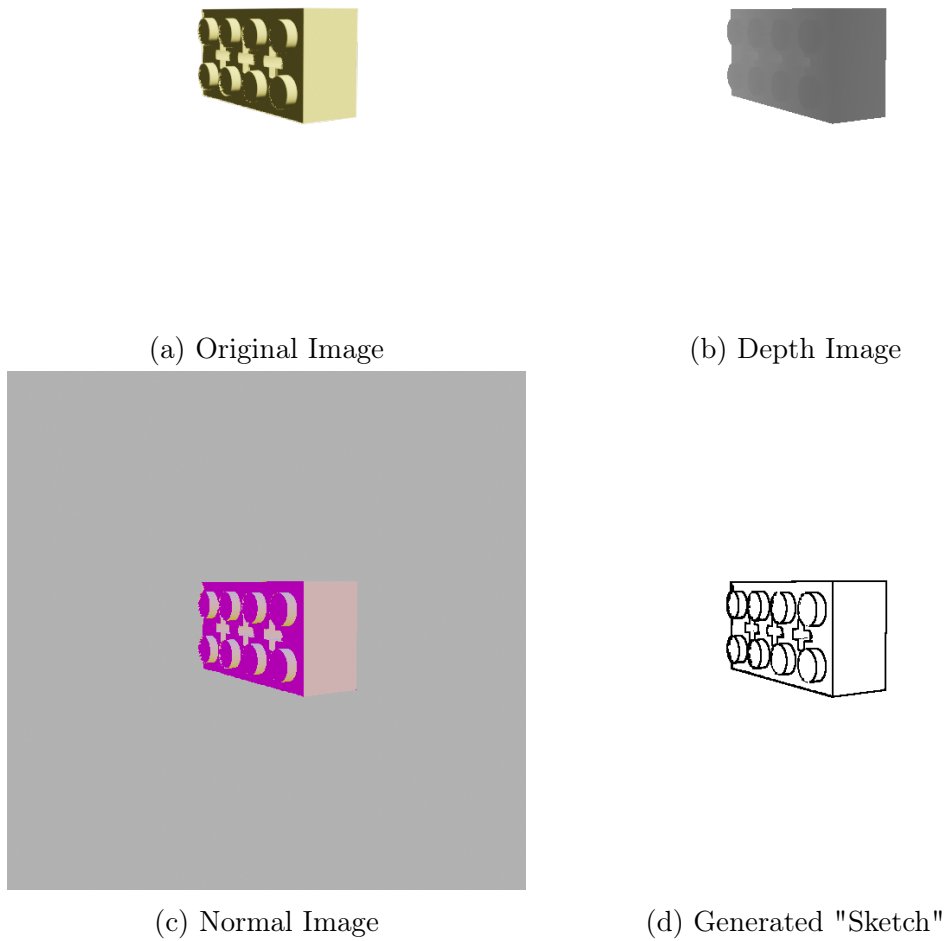 (a) Original Image
(b) Depth Image
(c) Normal Image
(d) Generated "Sketch"